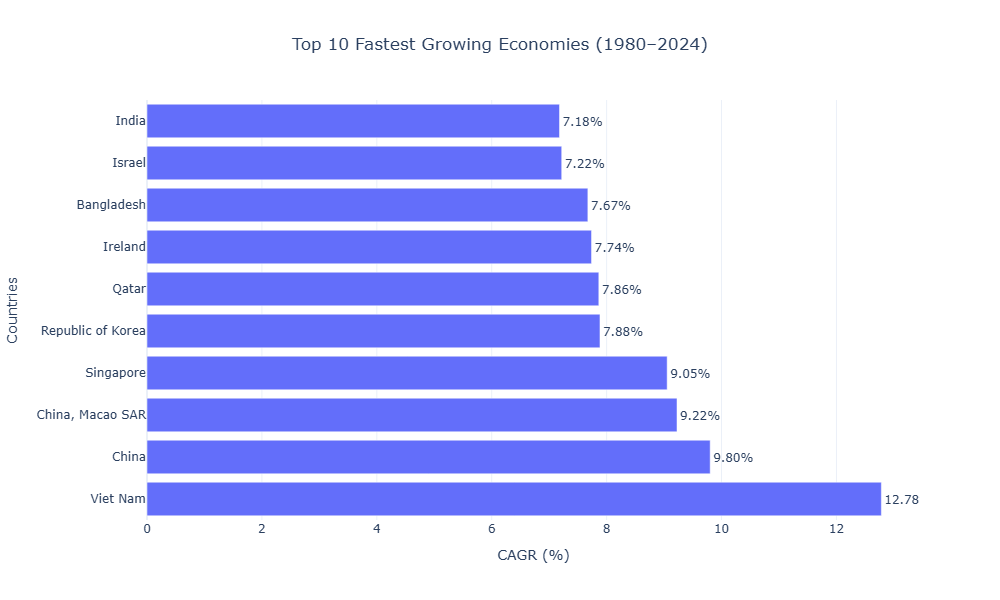 Top 10 Fastest Growing Economies (1980–2024)
Countries
India 7.18%
Israel 7.22%
Bangladesh 7.67%
Ireland 7.74%
Qatar 7.86%
Republic of Korea 7.88%
Singapore 9.05%
China, Macao SAR 9.22%
China 9.80%
Viet Nam 12.78
0 2 4 6 8 10 12
CAGR (%)